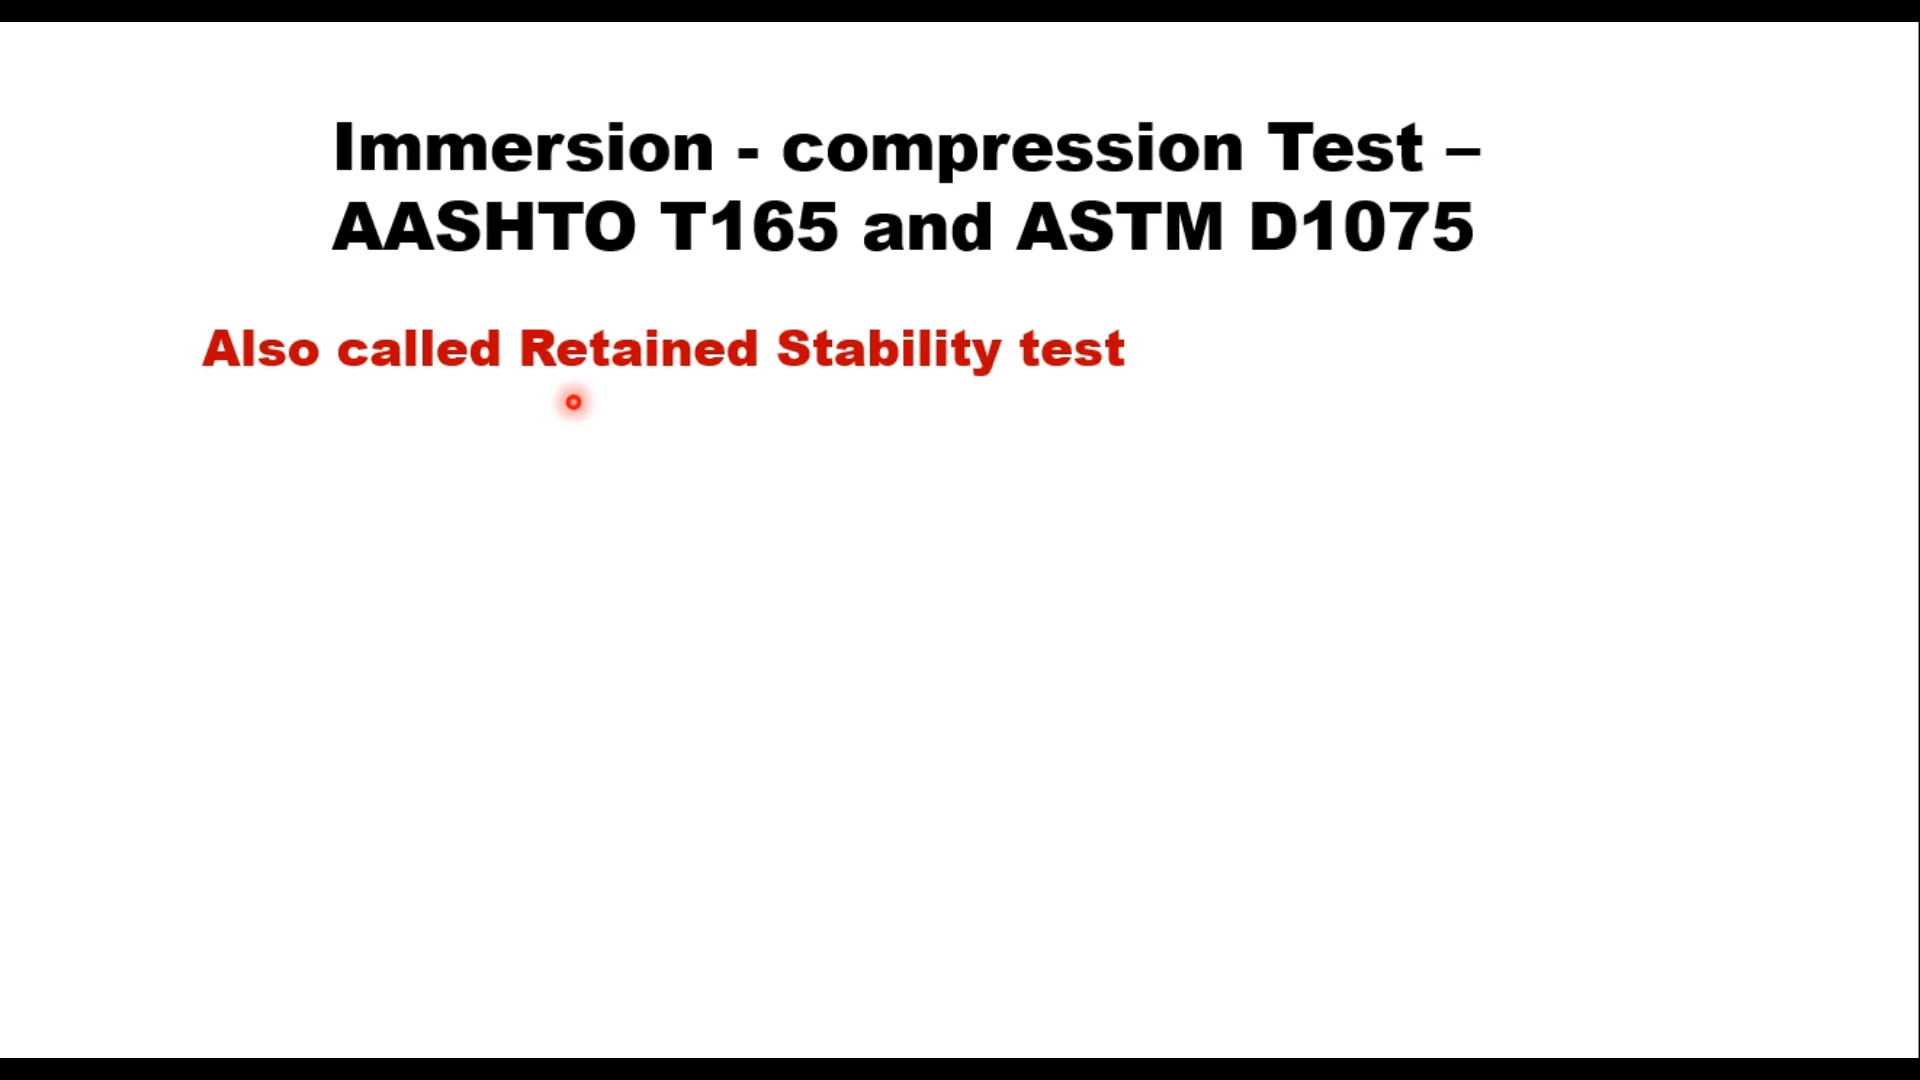 Immersion - compression Test –
AASHTO T165 and ASTM D1075
Also called Retained Stability test